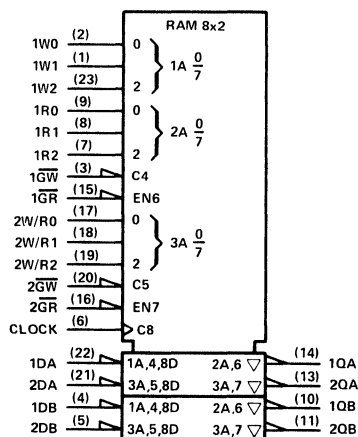 RAM 8x2
1W0 (2) 0
1W1 (1) 1A 0/7
1W2 (23) 2
1R0 (9) 0
1R1 (8) 2A 0/7
1R2 (7) 2
1G̅W̅ (3) C4
1G̅R̅ (15) EN6
2W/R0 (17) 0
2W/R1 (18) 3A 0/7
2W/R2 (19) 2
2G̅W̅ (20) C5
2G̅R̅ (16) EN7
CLOCK (6) C8
1DA (22) 1A,4,8D 2A,6 ▽ (14) 1QA
2DA (21) 3A,5,8D 3A,7 ▽ (13) 2QA
1DB (4) 1A,4,8D 2A,6 ▽ (10) 1QB
2DB (5) 3A,5,8D 3A,7 ▽ (11) 2QB